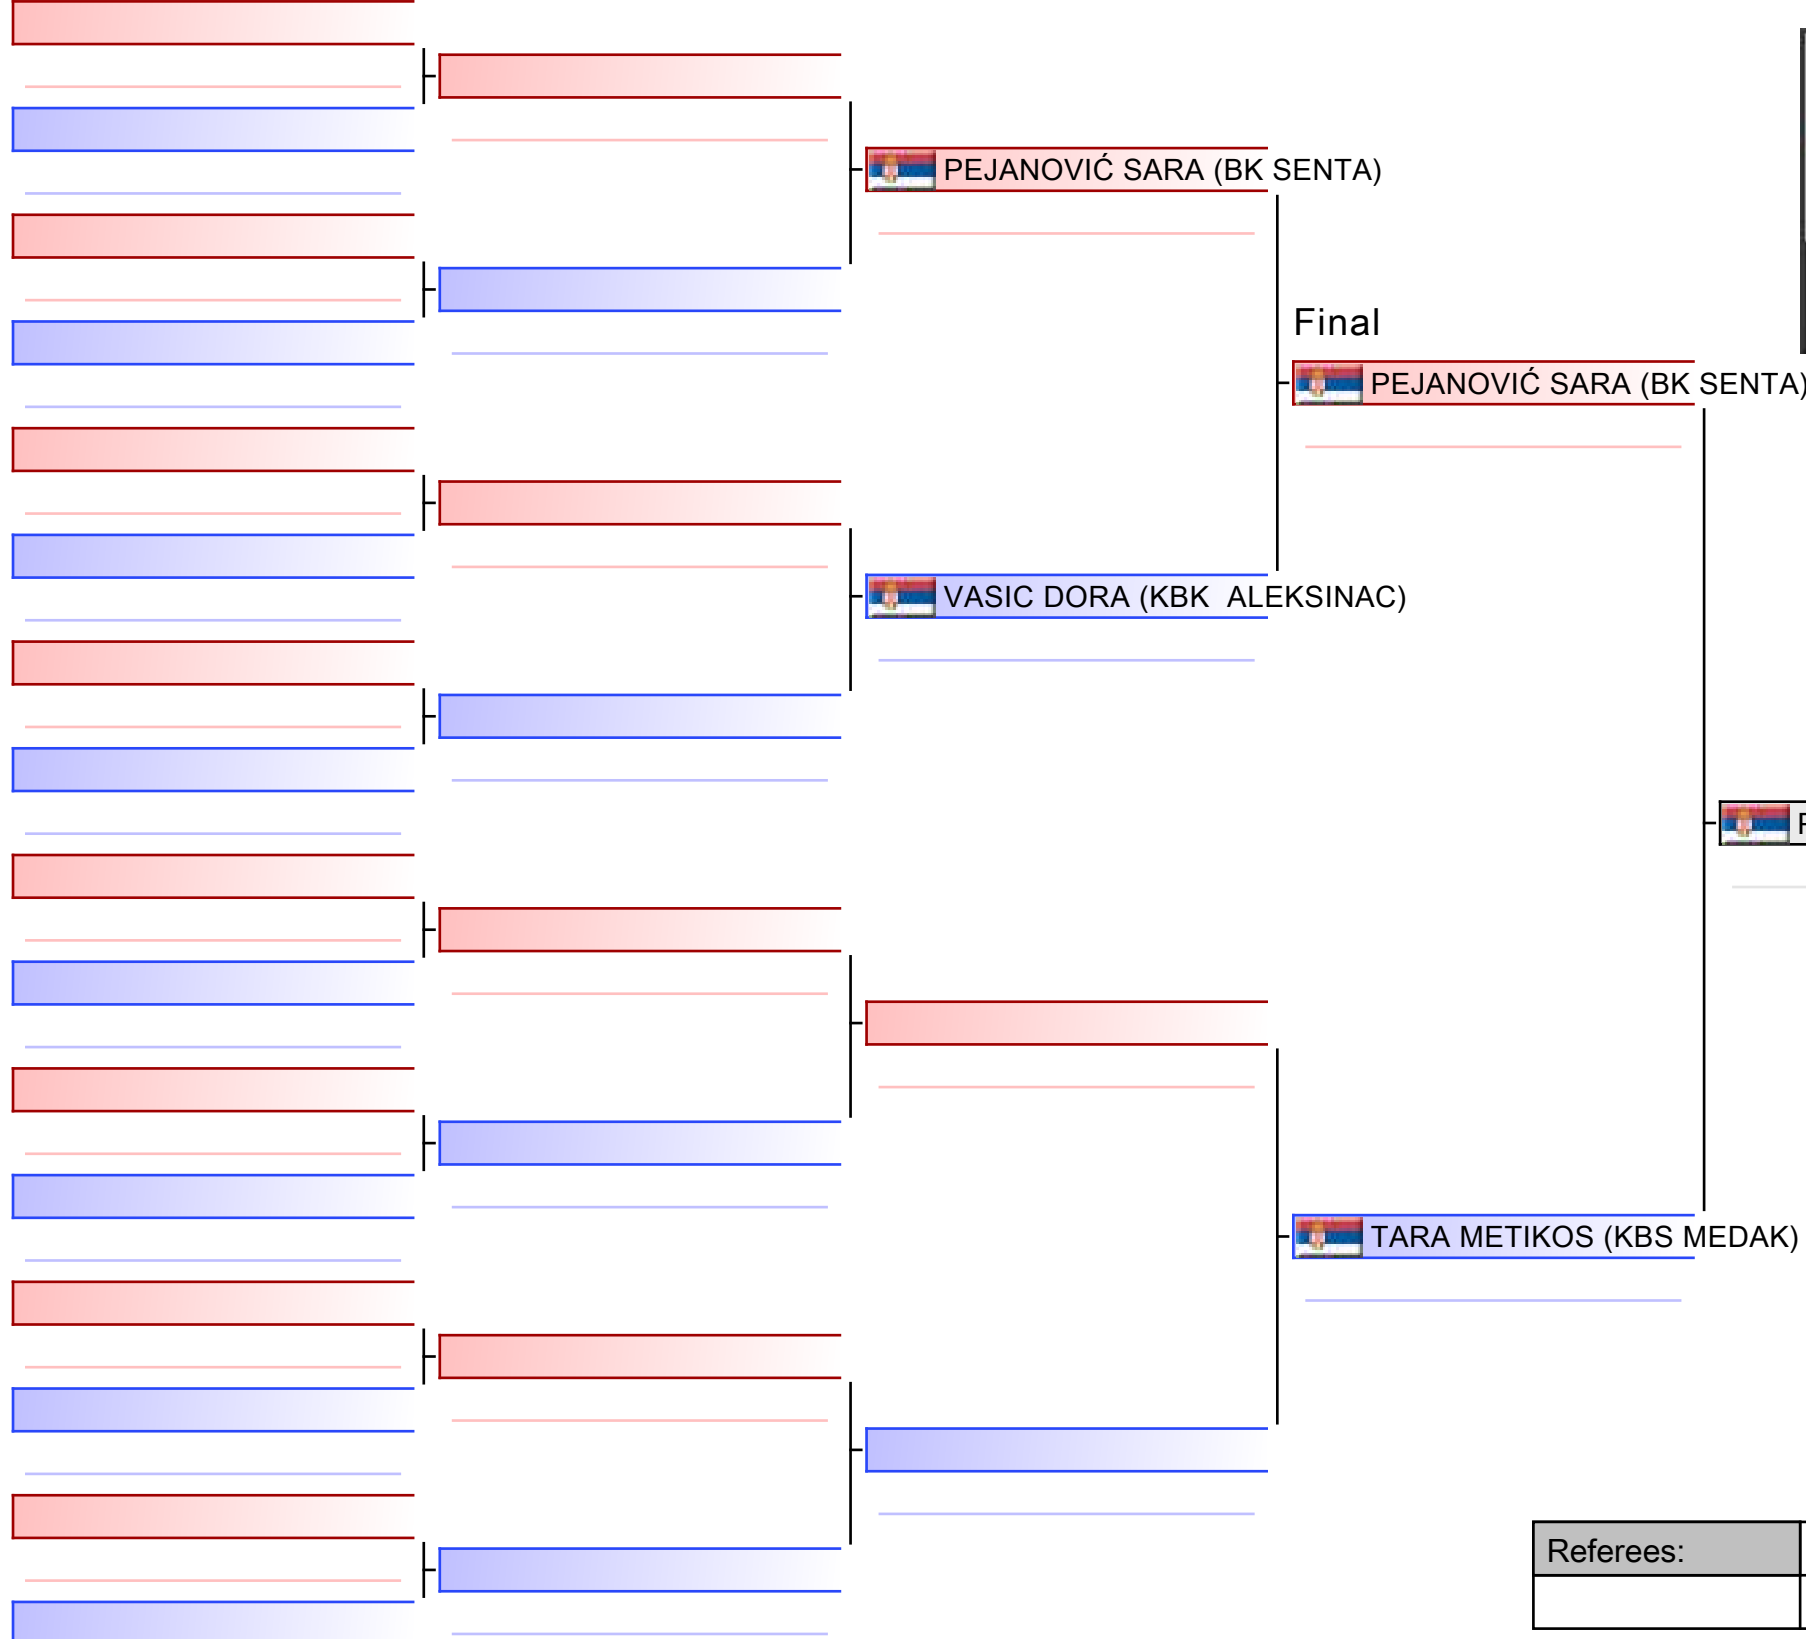 PEJANOVIĆ SARA (BK SENTA)
Final
PEJANOVIĆ SARA (BK SENTA)
VASIC DORA (KBK  ALEKSINAC)
TARA METIKOS (KBS MEDAK)
Referees: